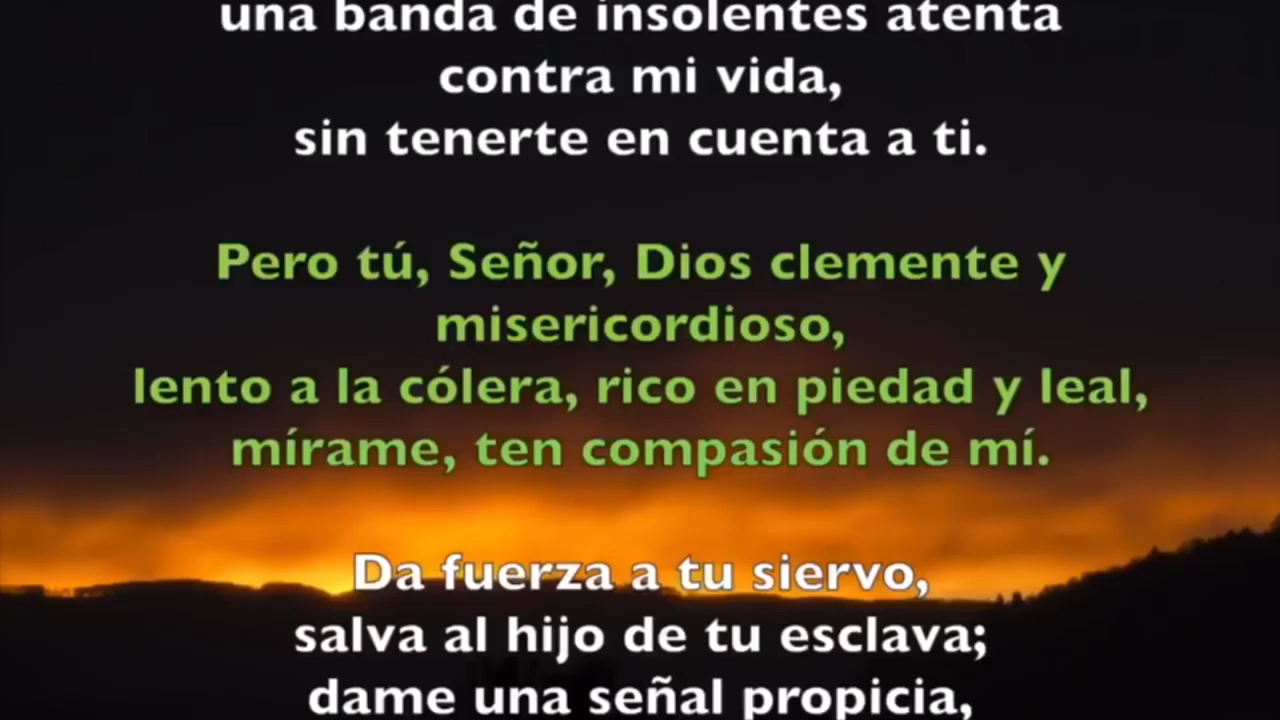 una banda de insolentes atenta
contra mi vida,
sin tenerte en cuenta a ti.
Pero tú, Señor, Dios clemente y
misericordioso,
lento a la cólera, rico en piedad y leal,
mírame, ten compasión de mí.
Da fuerza a tu siervo,
salva al hijo de tu esclava;
dame una señal propicia,